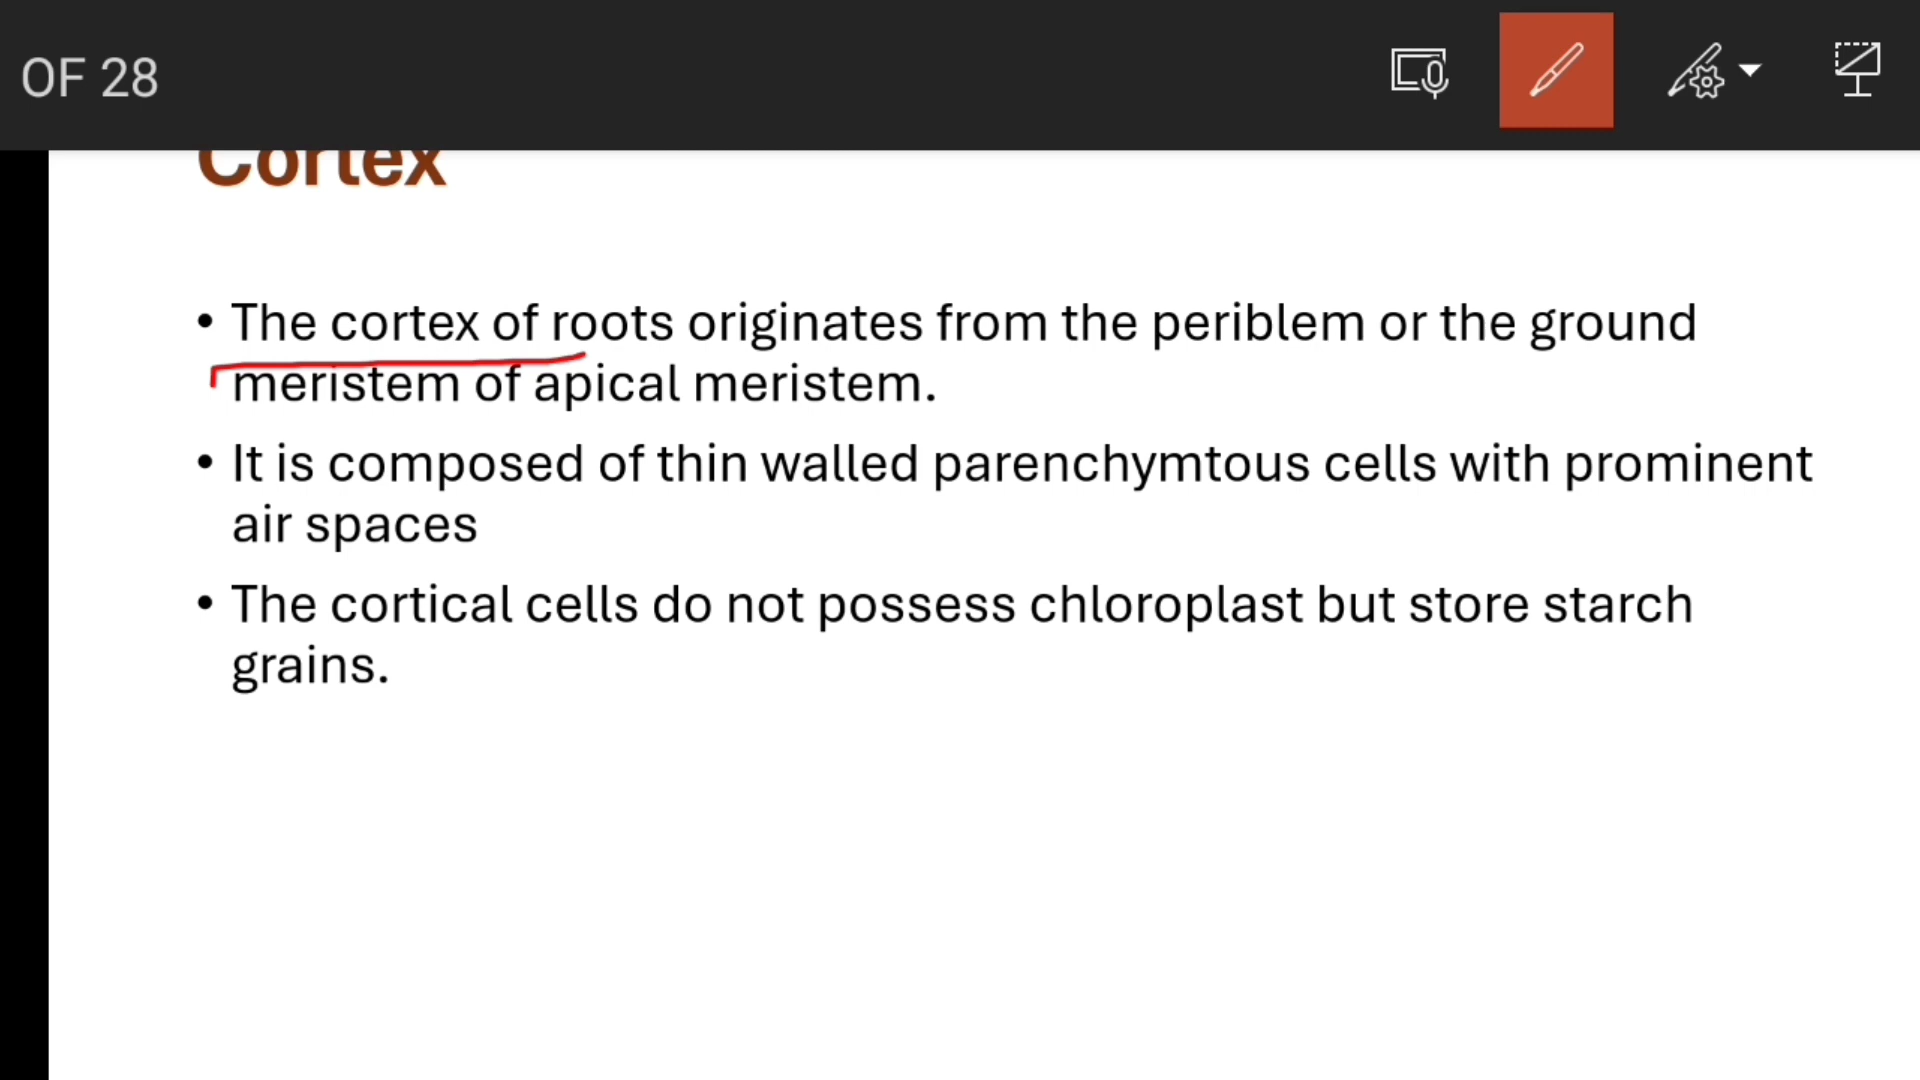 OF 28
Cortex
• The cortex of roots originates from the periblem or the ground
meristem of apical meristem.
• It is composed of thin walled parenchymtous cells with prominent
air spaces
• The cortical cells do not possess chloroplast but store starch
grains.